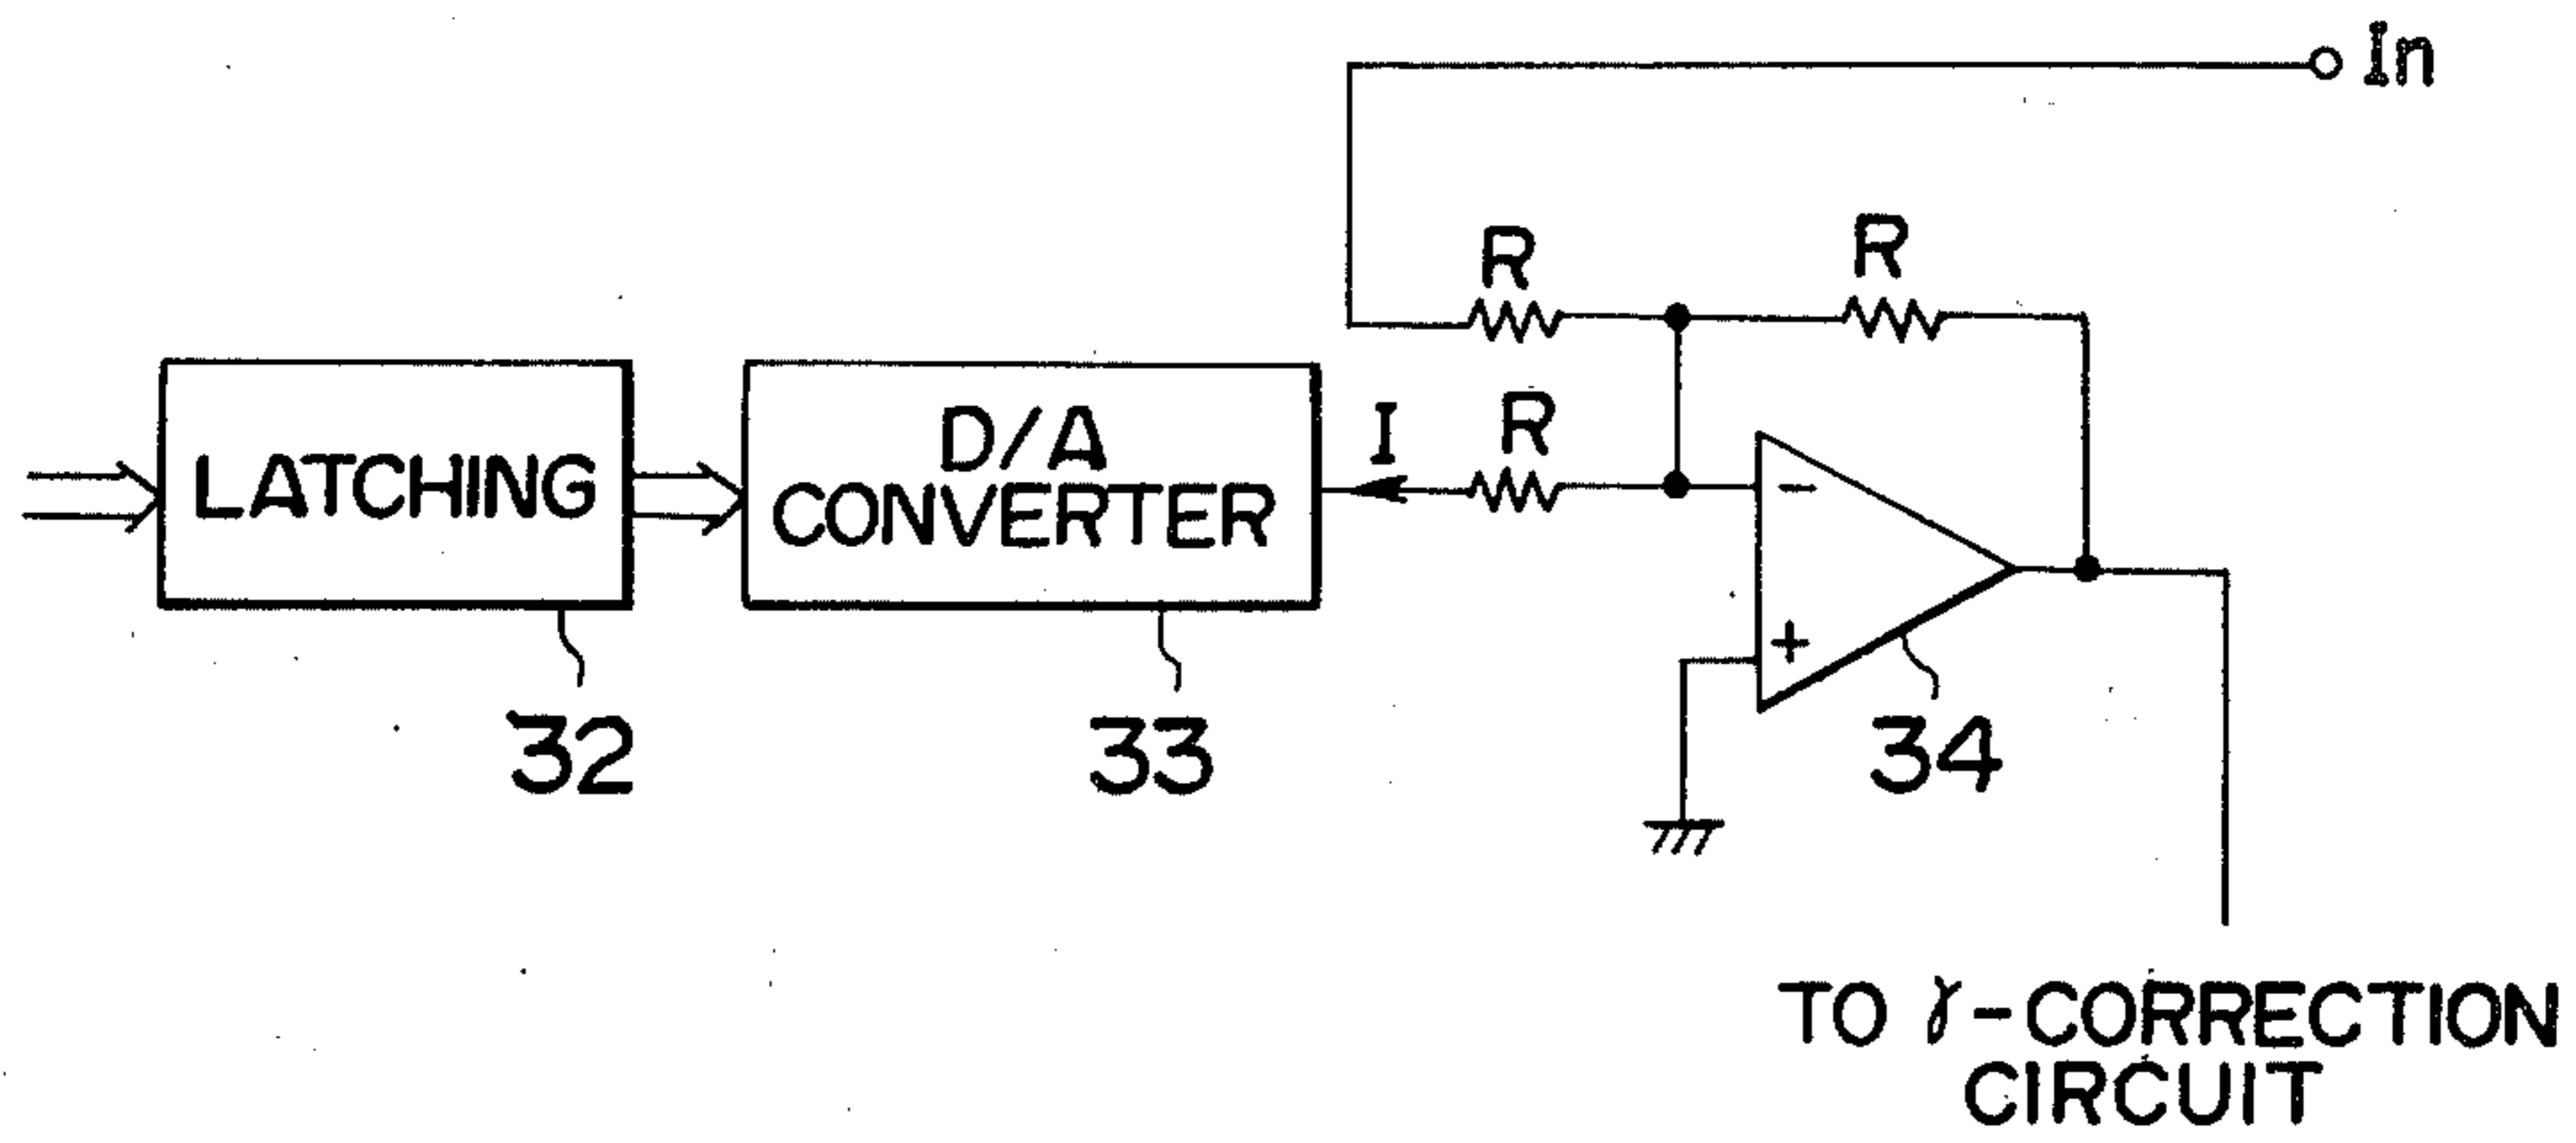 In
R
R
R
I
LATCHING
D/A
CONVERTER
-
+
32
33
34
TO γ-CORRECTION
CIRCUIT